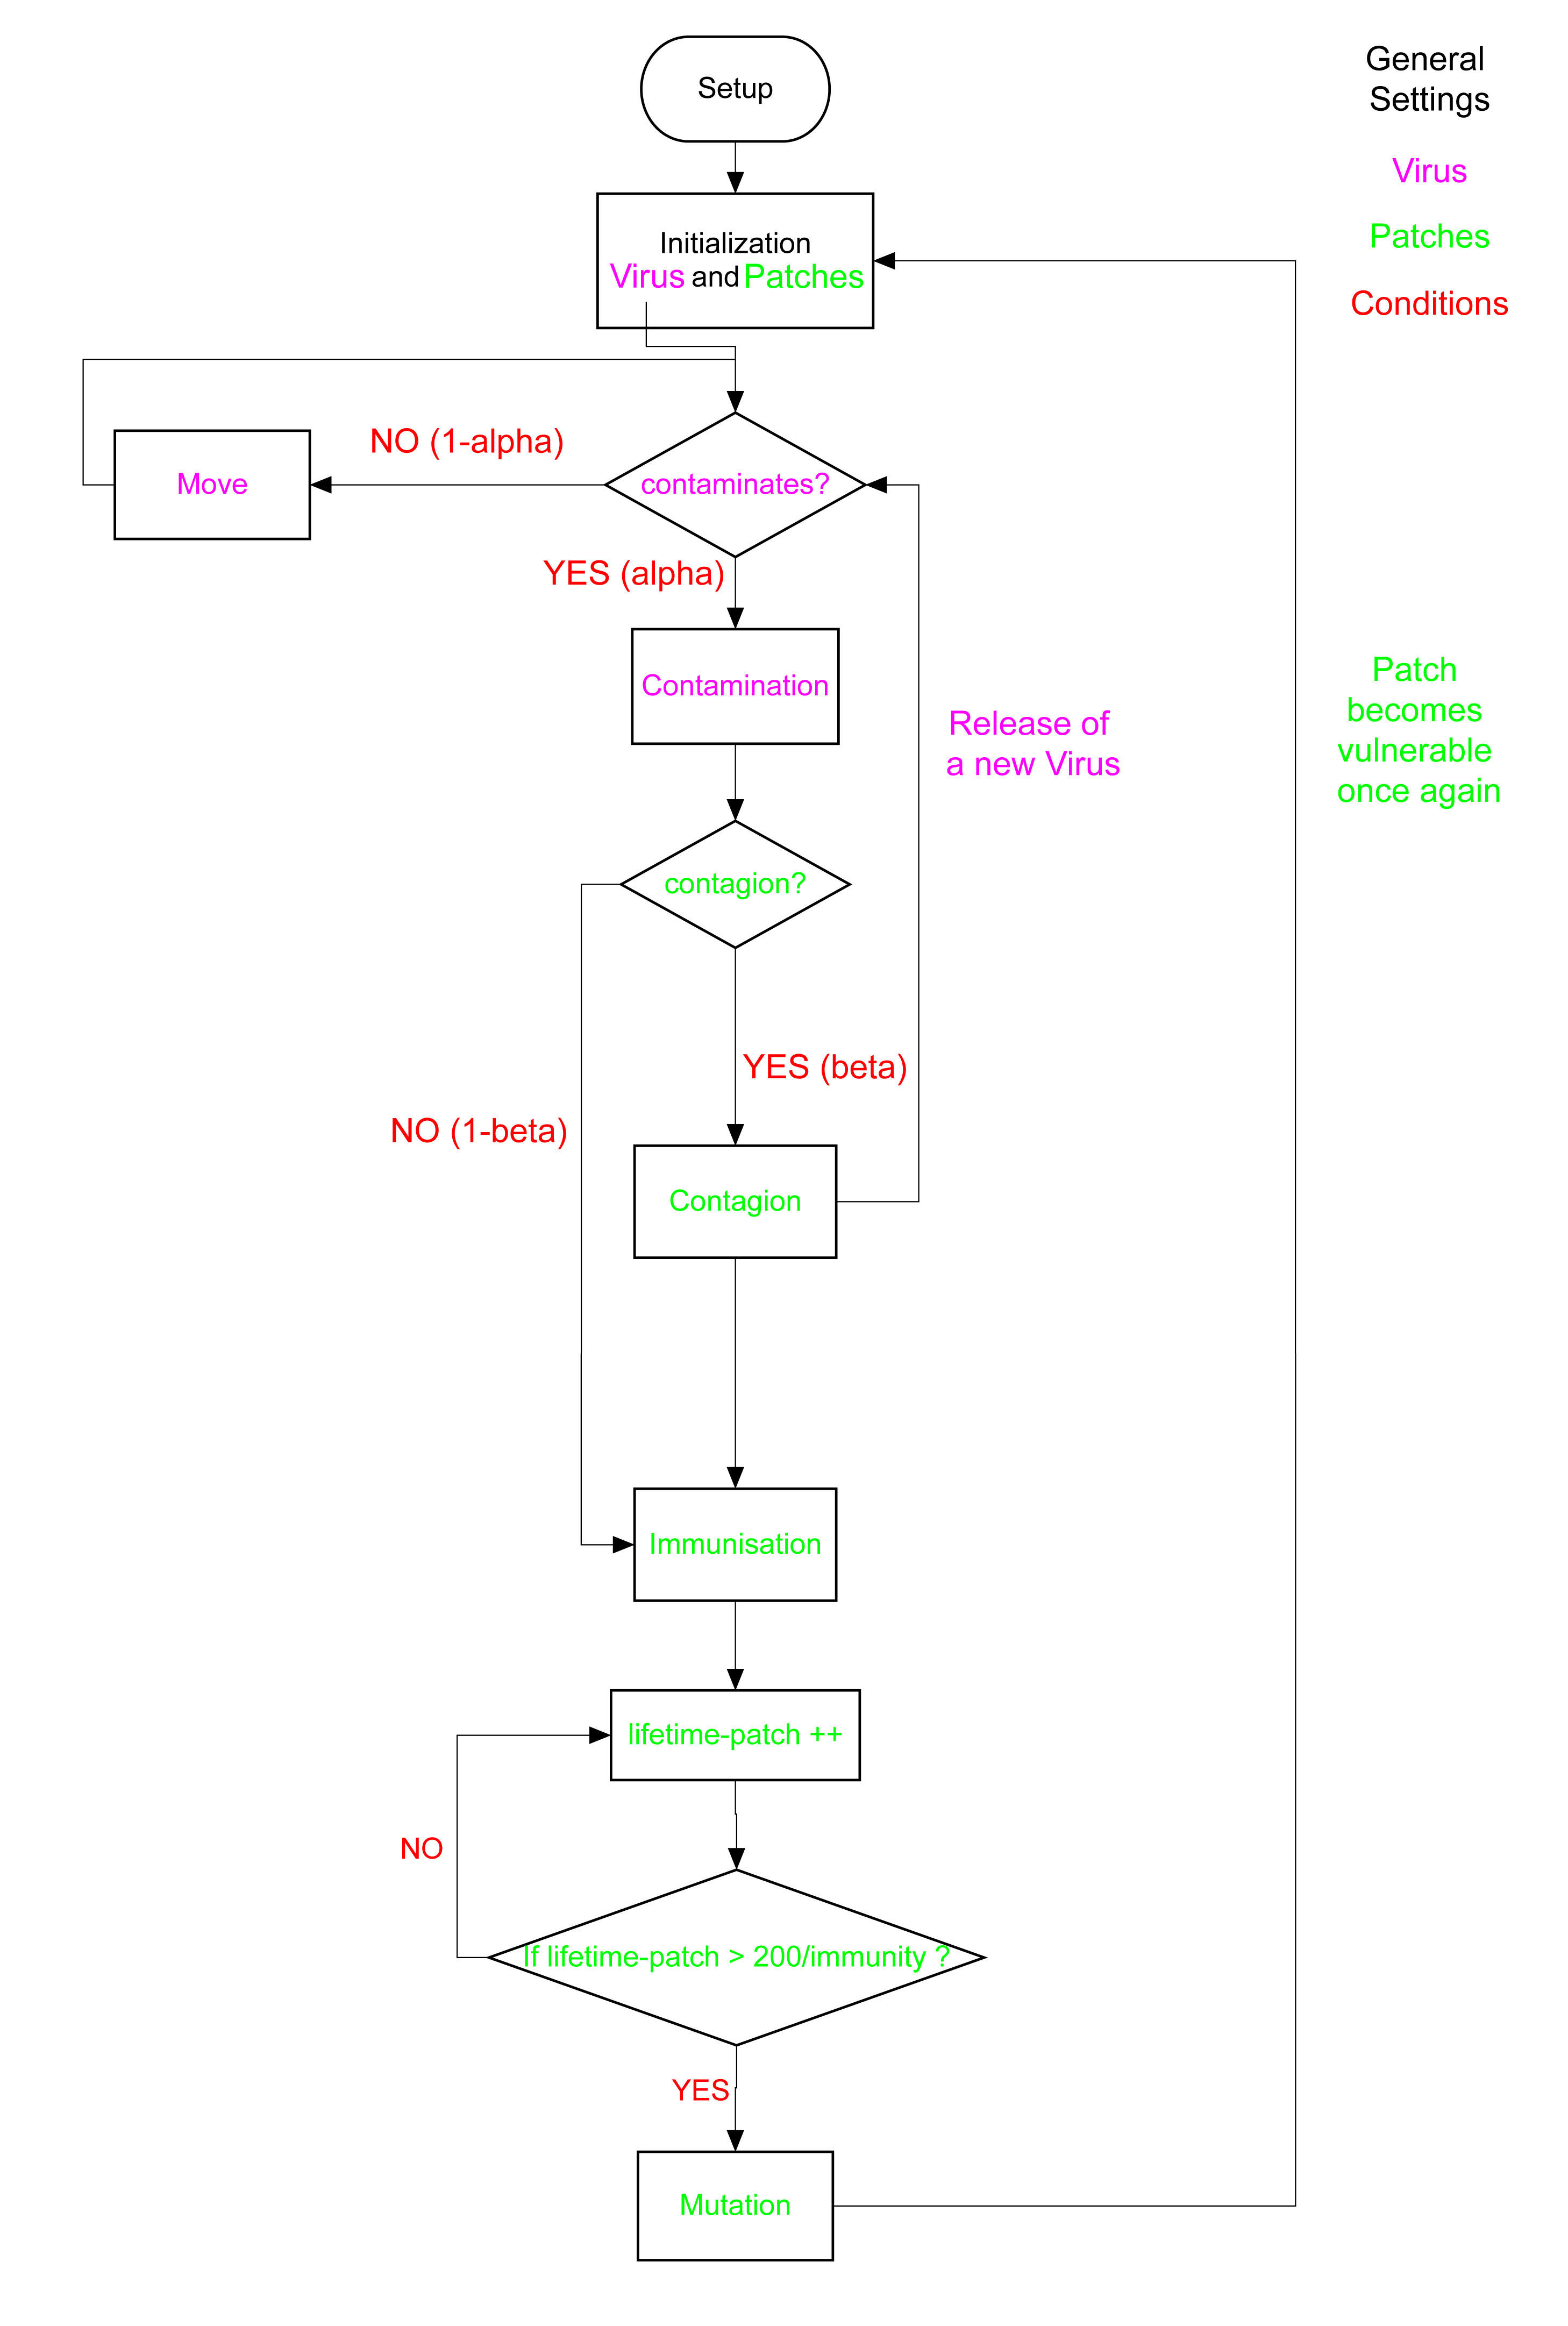 Setup
General
Settings
Virus
Patches
Conditions
Initialization
Virus and Patches
NO (1-alpha)
Move
contaminates?
YES (alpha)
Contamination
Release of
a new Virus
Patch
becomes
vulnerable
once again
contagion?
YES (beta)
NO (1-beta)
Contagion
Immunisation
lifetime-patch ++
NO
If lifetime-patch > 200/immunity ?
YES
Mutation